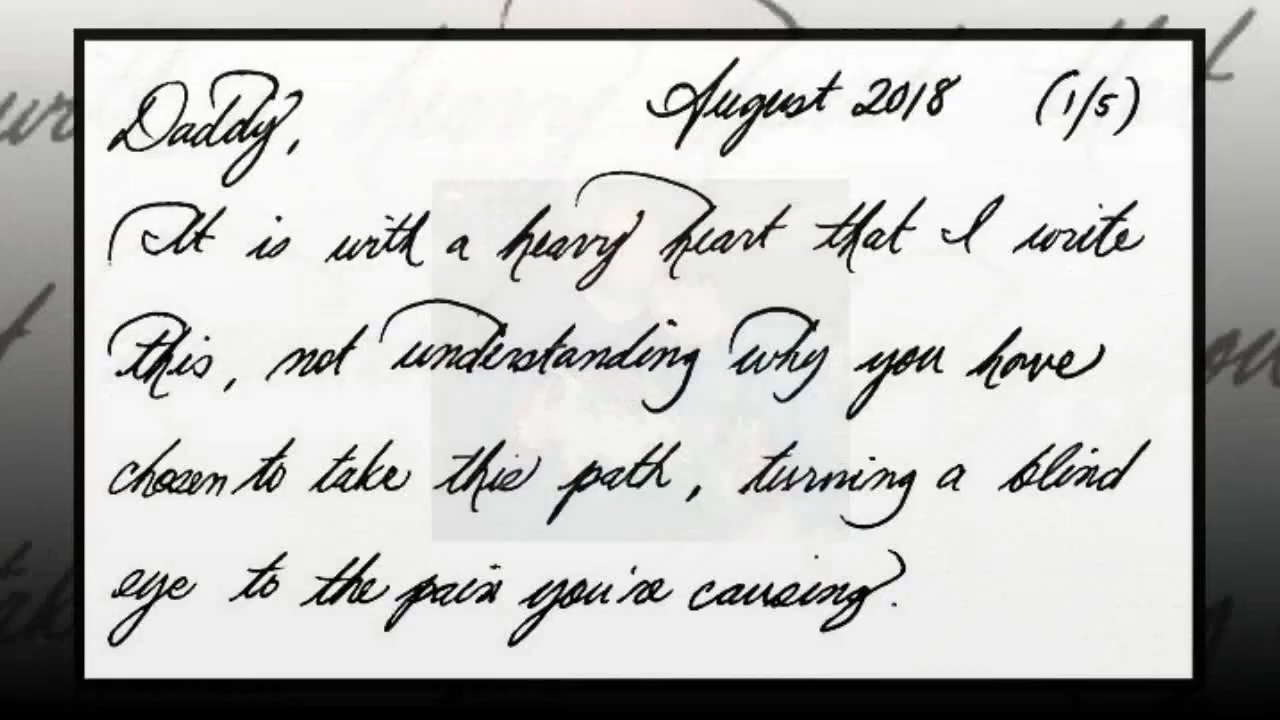 Daddy, August 2018 (1/5)
It is with a heavy heart that I write
this, not understanding why you have
chosen to take this path, turning a blind
eye to the pain you're causing.